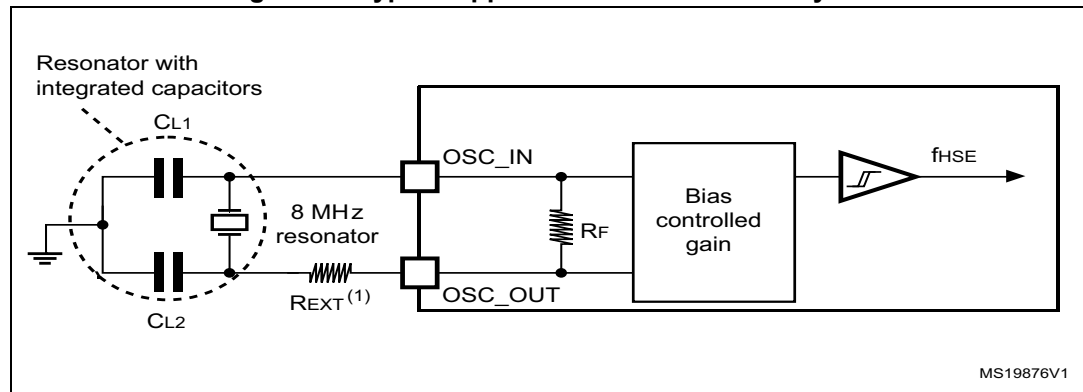 Resonator with
integrated capacitors
CL1
OSC_IN
fHSE
8 MHz
resonator
RF
Bias
controlled
gain
REXT (1)
OSC_OUT
CL2
MS19876V1